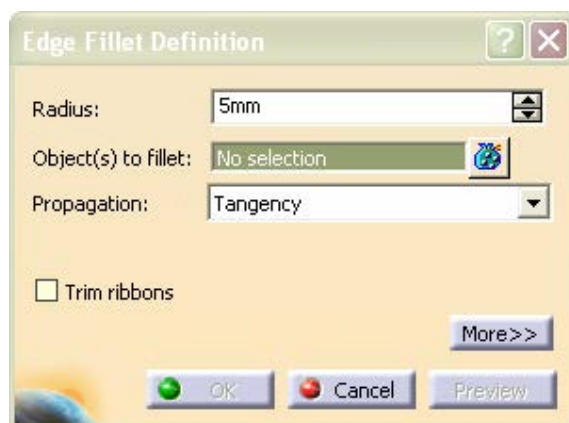 Edge Fillet Definition ?
Radius: 5mm
Object(s) to fillet: No selection
Propagation: Tangency
Trim ribbons
More>>
OK Cancel Preview